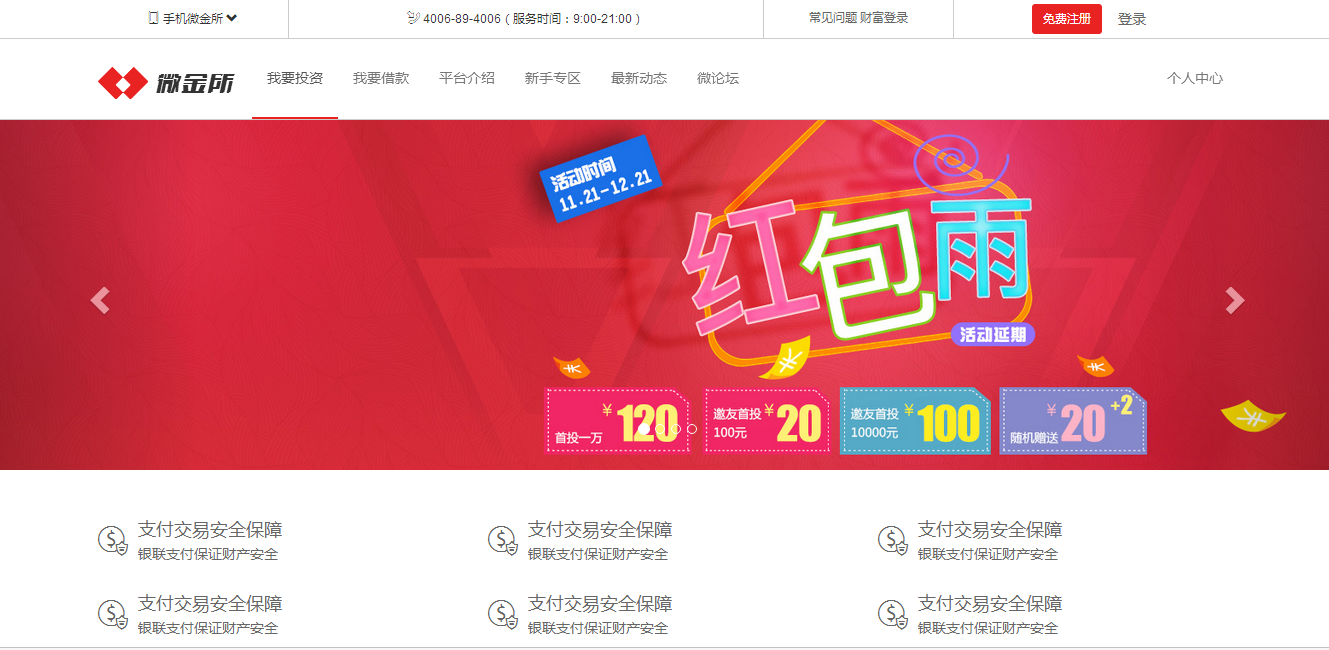 手机微金所
4006-89-4006 ( 服务时间：9:00-21:00 )
常见问题 财富登录
免费注册
登录
微金所
我要投资
我要借款
平台介绍
新手专区
最新动态
微论坛
个人中心
活动时间
11.21-12.21
红包雨
活动延期
首投一万
¥120
邀友首投
100元
¥20
邀友首投
10000元
¥100
随机赠送
¥20
+2
支付交易安全保障
银联支付保证财产安全
支付交易安全保障
银联支付保证财产安全
支付交易安全保障
银联支付保证财产安全
支付交易安全保障
银联支付保证财产安全
支付交易安全保障
银联支付保证财产安全
支付交易安全保障
银联支付保证财产安全